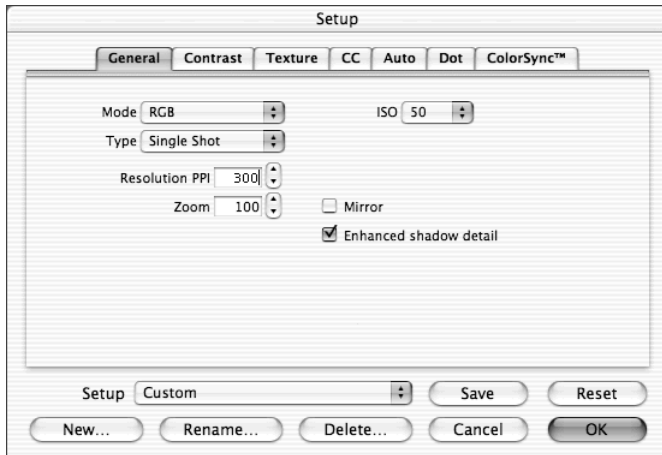 Setup
General Contrast Texture CC Auto Dot ColorSync™
Mode RGB ISO 50
Type Single Shot
Resolution PPI 300
Zoom 100 Mirror
Enhanced shadow detail
Setup Custom Save Reset
New... Rename... Delete... Cancel OK